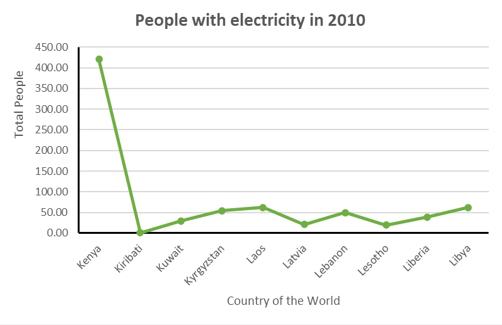 People with electricity in 2010
450.00
400.00
350.00
300.00
250.00
200.00
150.00
100.00
50.00
0.00
Total People
Kenya
Kiribati
Kuwait
Kyrgyzstan
Laos
Latvia
Lebanon
Lesotho
Liberia
Libya
Country of the World